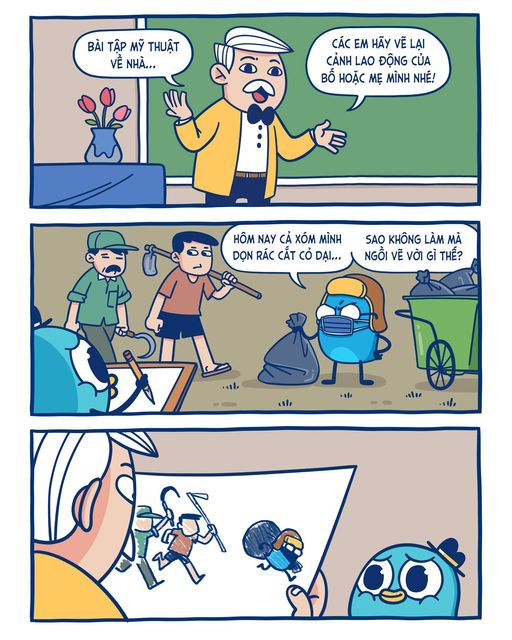 BÀI TẬP MỸ THUẬT
VỀ NHÀ...
CÁC EM HÃY VẼ LẠI
CẢNH LAO ĐỘNG CỦA
BỐ HOẶC MẸ MÌNH NHÉ!
HÔM NAY CẢ XÓM MÌNH
DỌN RÁC CẮT CỎ DẠI...
SAO KHÔNG LÀM MÀ
NGỒI VẼ VỜI GÌ THẾ?